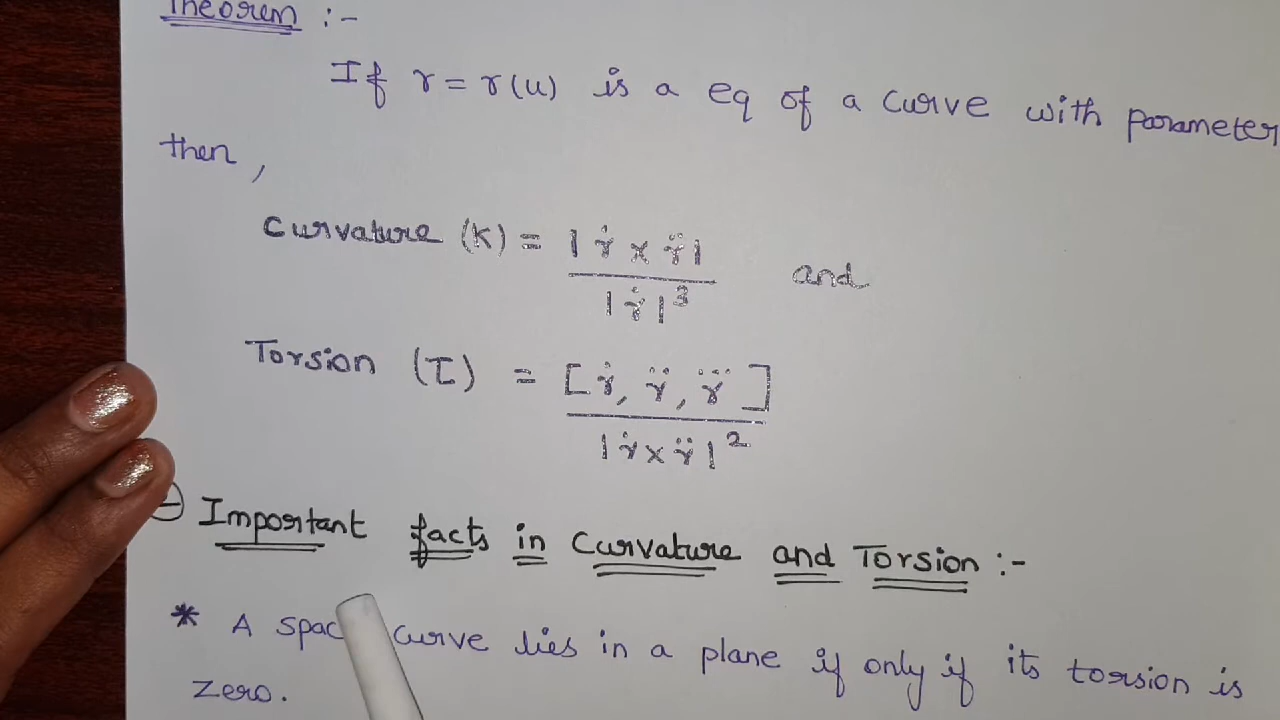 Theorem :-
If r = r(u) is a eq of a curve with parameter
then,
Curvature (K) = |ṙ × r̈| / |ṙ|³ and
Torsion (τ) = [ṙ, r̈, r⃛] / |ṙ × r̈|²
Important facts in Curvature and Torsion :-
* A curve lies in a plane if only if its torsion is
zero.